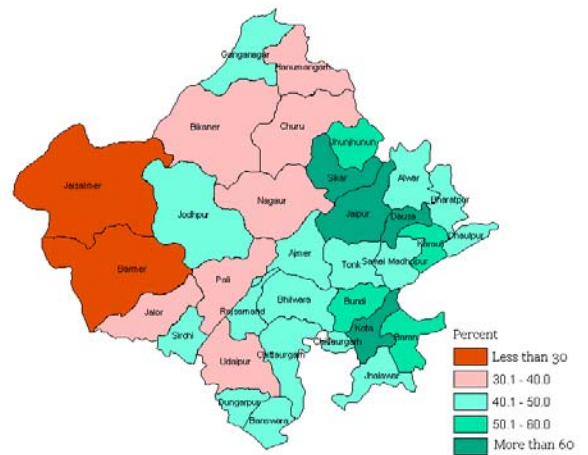 Ganganagar
Hanumangarh
Bikaner
Churu
Jhunjhunun
Sikar
Alwar
Jaisalmer
Bharatpur
Nagaur
Jaipur
Dausa
Jodhpur
Karauli
Dhaulpur
Ajmer
Tonk
Sawai Madhopur
Barmer
Pali
Rajsamand
Bhilwara
Bundi
Jalor
Kota
Sirohi
Chittaurgarh
Chittaurgarh
Baran
Udaipur
Jhalawar
Dungarpur
Banswara
Percent
Less than 30
30.1 - 40.0
40.1 - 50.0
50.1 - 60.0
More than 60